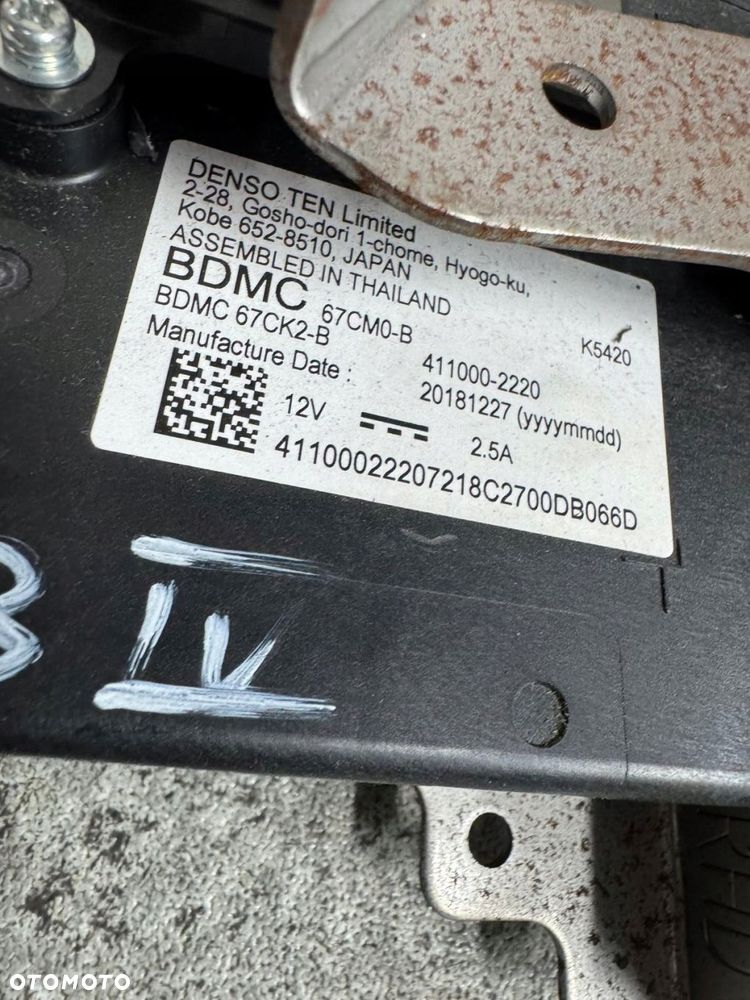 DENSO TEN Limited
2-28, Gosho-dori 1-chome, Hyogo-ku,
Kobe 652-8510, JAPAN
ASSEMBLED IN THAILAND
BDMC 67CM0-B K5420
BDMC 67CK2-B 411000-2220
Manufacture Date : 20181227 (yyyymmdd)
12V 2.5A
41100022207218C2700DB066D
IV
OTOMOTO